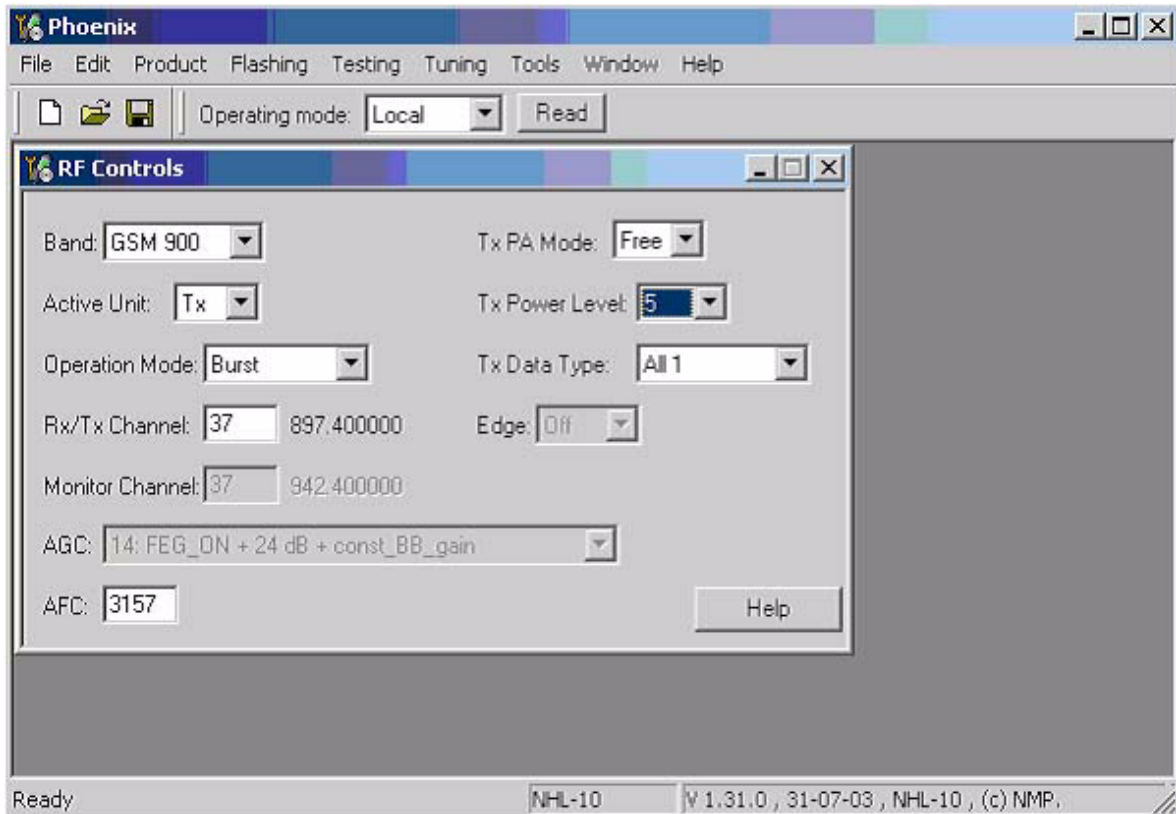 Phoenix
File Edit Product Flashing Testing Tuning Tools Window Help
Operating mode: Local Read
RF Controls
Band: GSM 900 Tx PA Mode: Free
Active Unit: Tx Tx Power Level: 5
Operation Mode: Burst Tx Data Type: All 1
Rx/Tx Channel: 37 897.400000 Edge: Off
Monitor Channel: 37 942.400000
AGC: 14: FEG_ON + 24 dB + const_BB_gain
AFC: 3157 Help
Ready NHL-10 V 1.31.0 , 31-07-03 , NHL-10 , (c) NMP.